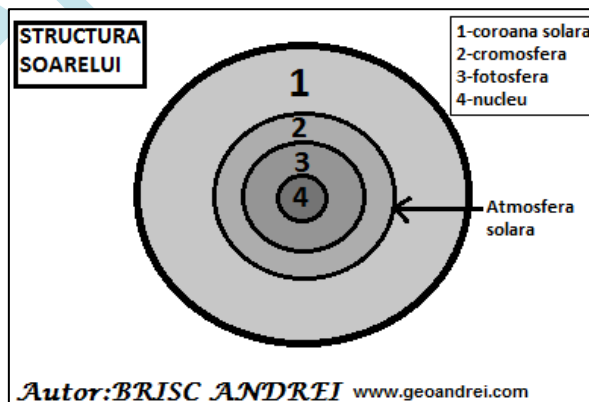 STRUCTURA
SOARELUI
1-coroana solara
2-cromosfera
3-fotosfera
4-nucleu
1
2
3
4
Atmosfera
solara
Autor:BRISC ANDREI www.geoandrei.com